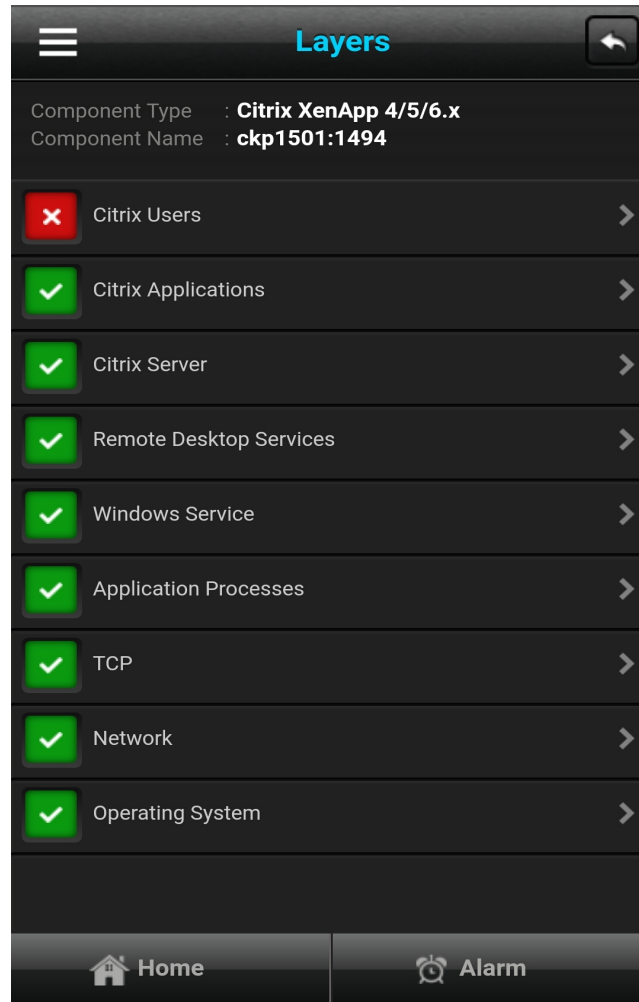 Layers
Component Type : Citrix XenApp 4/5/6.x
Component Name : ckp1501:1494
Citrix Users
Citrix Applications
Citrix Server
Remote Desktop Services
Windows Service
Application Processes
TCP
Network
Operating System
Home Alarm